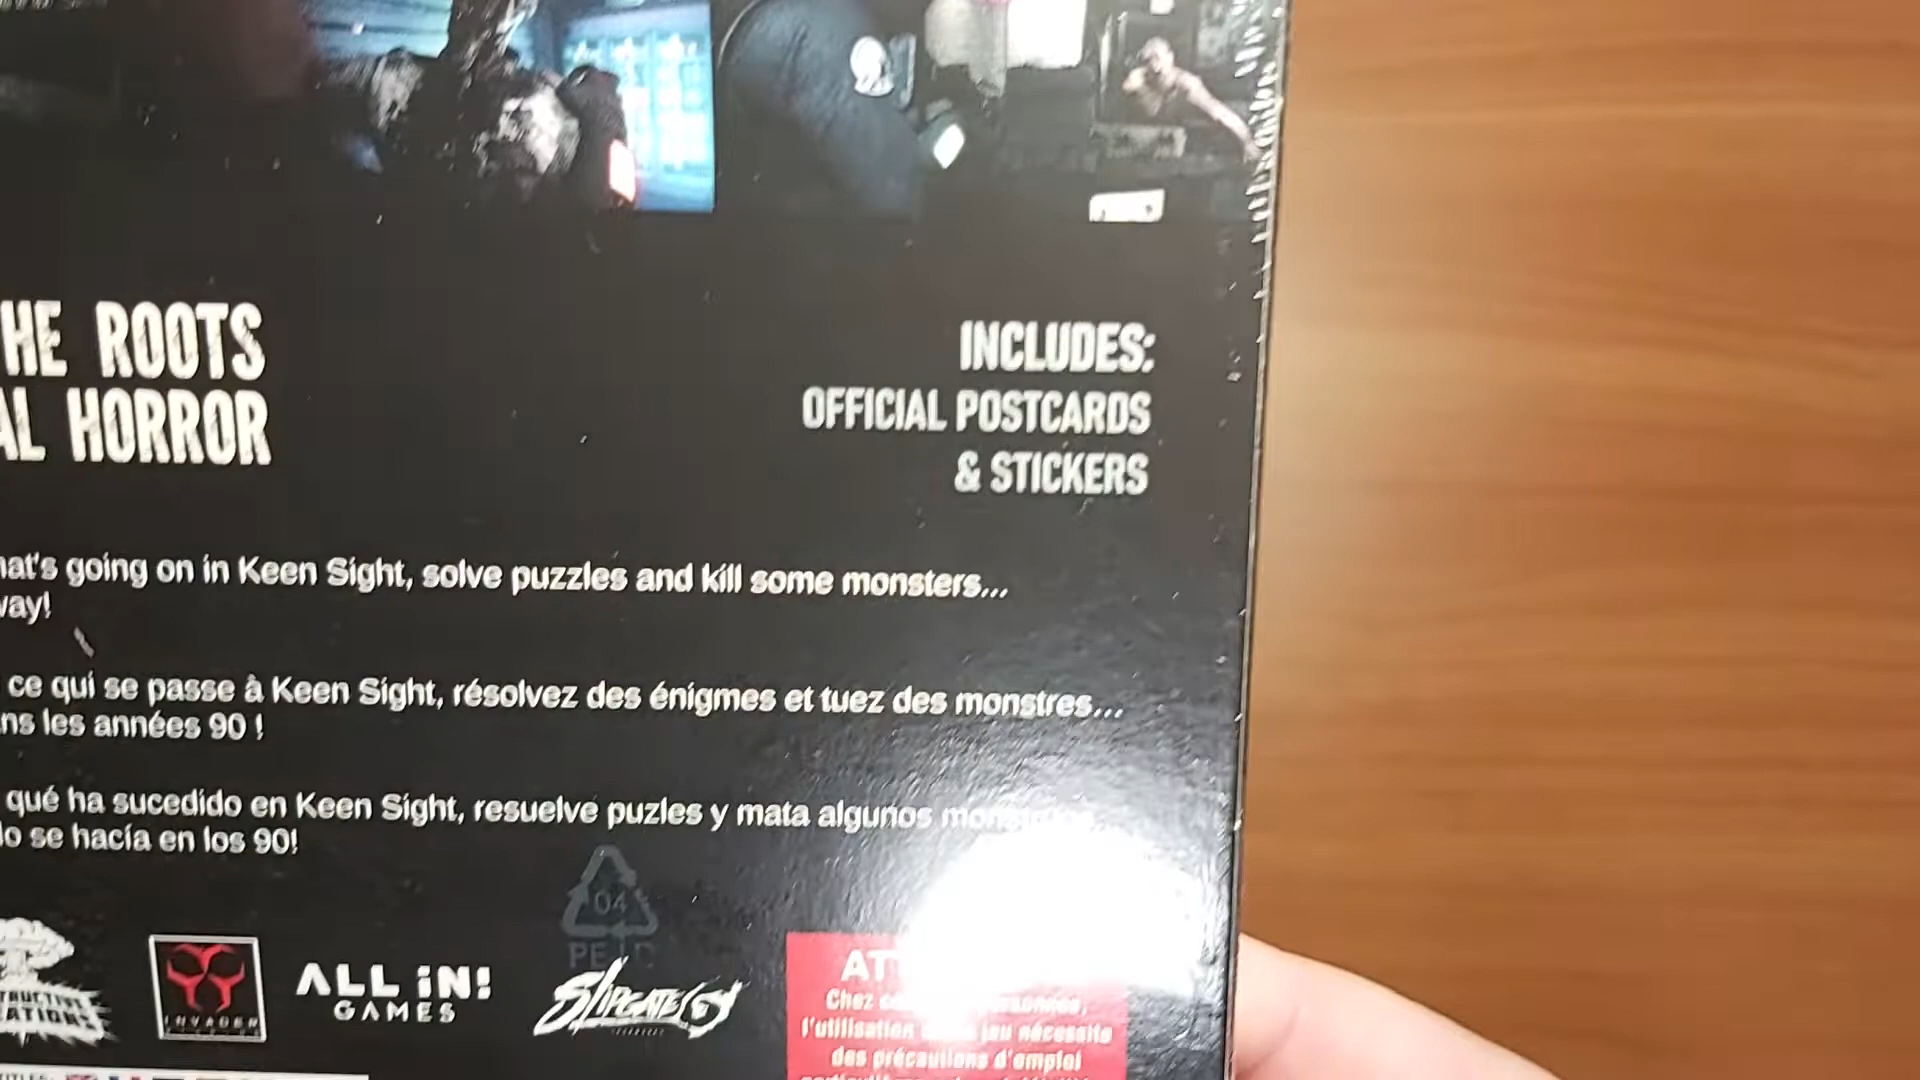 HE ROOTS
AL HORROR
INCLUDES:
OFFICIAL POSTCARDS
& STICKERS
hat's going on in Keen Sight, solve puzzles and kill some monsters...
way!
ce qui se passe à Keen Sight, résolvez des énigmes et tuez des monstres...
ns les années 90 !
qué ha sucedido en Keen Sight, resuelve puzles y mata algunos
lo se hacía en los 90!
04
INVADER
ALL iN!
GAMES
SLIPGATE
Chez
l'utilisation jeu nécessite
des précautions d'emploi